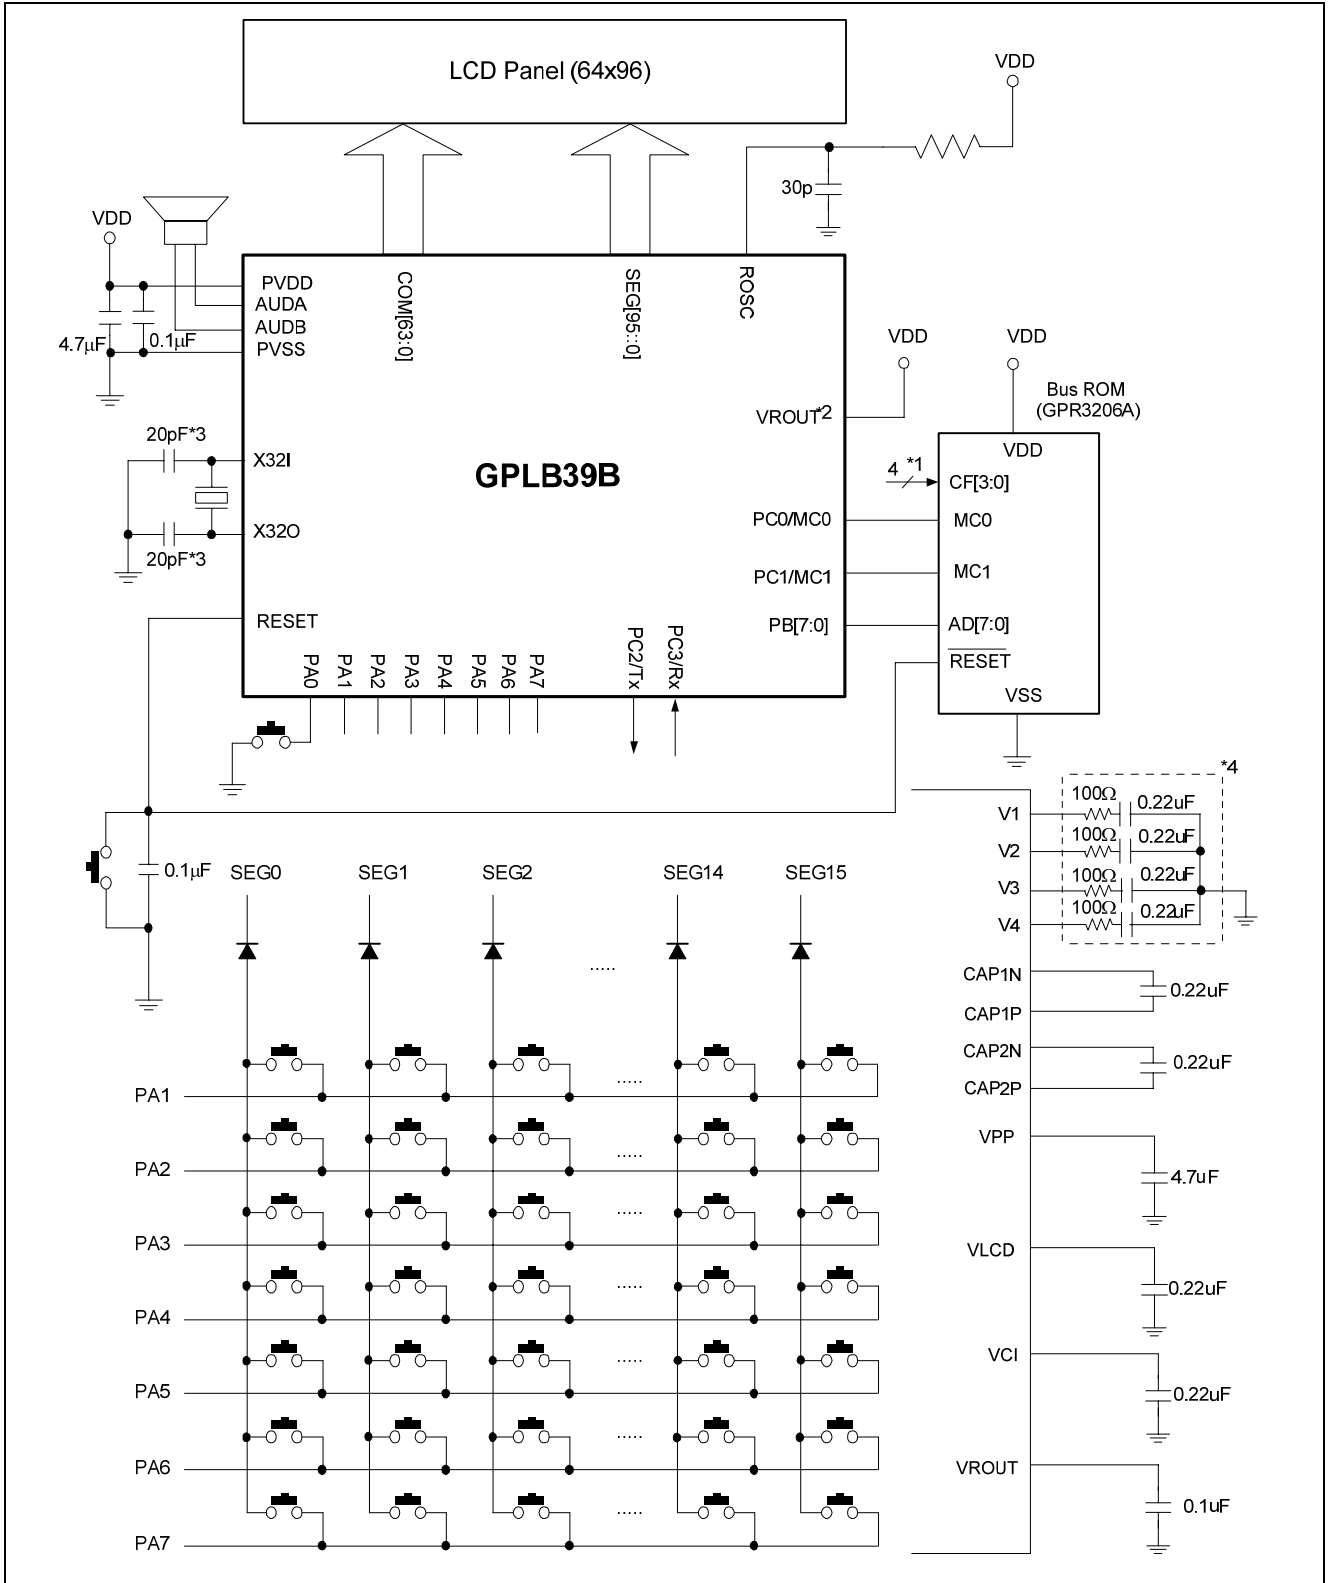 LCD Panel (64x96)
VDD
30p
VDD
PVDD
AUDA
AUDB
PVSS
4.7μF
0.1μF
COM[63:0]
SEG[95::0]
ROSC
VDD
VDD
Bus ROM
(GPR3206A)
VROUT*2
VDD
4 *1
CF[3:0]
20pF*3
X32I
GPLB39B
PC0/MC0
MC0
X32O
20pF*3
PC1/MC1
MC1
RESET
PB[7:0]
AD[7:0]
RESET
PA0
PA1
PA2
PA3
PA4
PA5
PA6
PA7
PC2/Tx
PC3/Rx
VSS
*4
V1
100Ω
0.22uF
V2
100Ω
0.22uF
V3
100Ω
0.22uF
V4
100Ω
0.22uF
0.1μF
SEG0
SEG1
SEG2
SEG14
SEG15
.....
CAP1N
0.22uF
CAP1P
CAP2N
0.22uF
CAP2P
.....
PA1
VPP
4.7uF
.....
PA2
.....
PA3
VLCD
0.22uF
.....
PA4
VCI
0.22uF
.....
PA5
.....
PA6
VROUT
0.1uF
.....
PA7